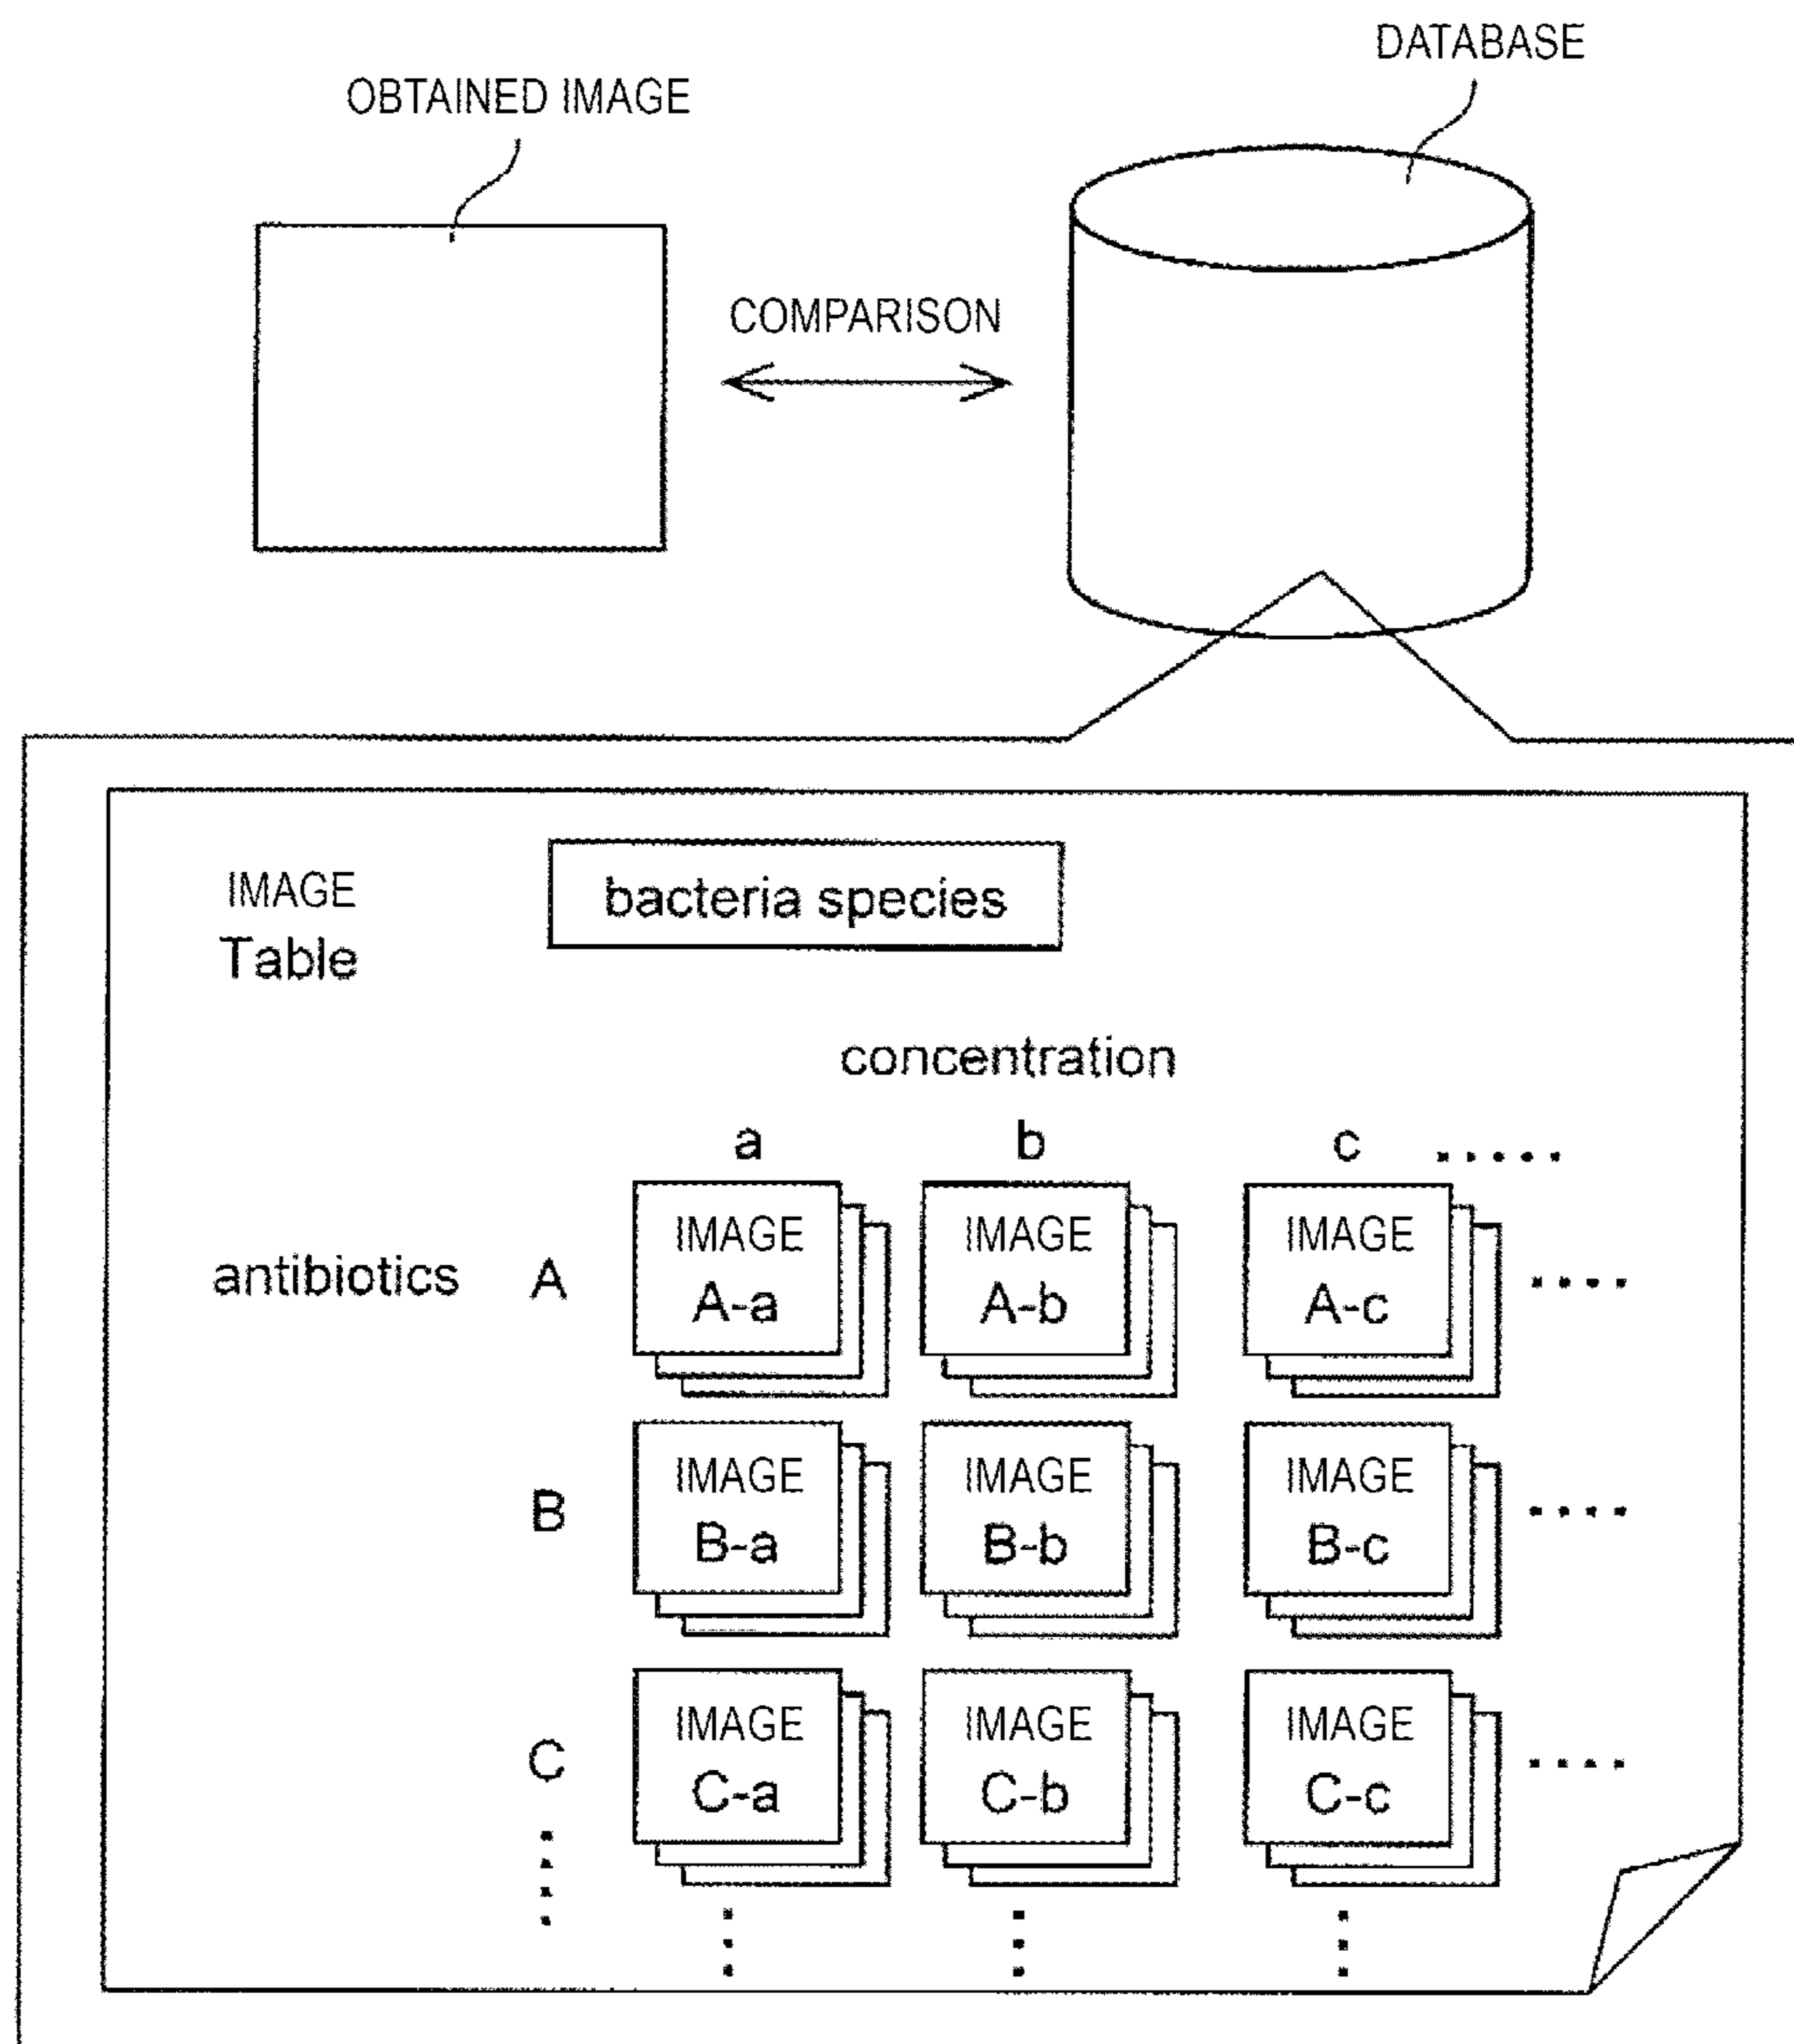 DATABASE
OBTAINED IMAGE
COMPARISON
IMAGE
Table
bacteria species
concentration
a b c .....
antibiotics A
IMAGE
A-a
IMAGE
A-b
IMAGE
A-c
....
B
IMAGE
B-a
IMAGE
B-b
IMAGE
B-c
....
C
IMAGE
C-a
IMAGE
C-b
IMAGE
C-c
....